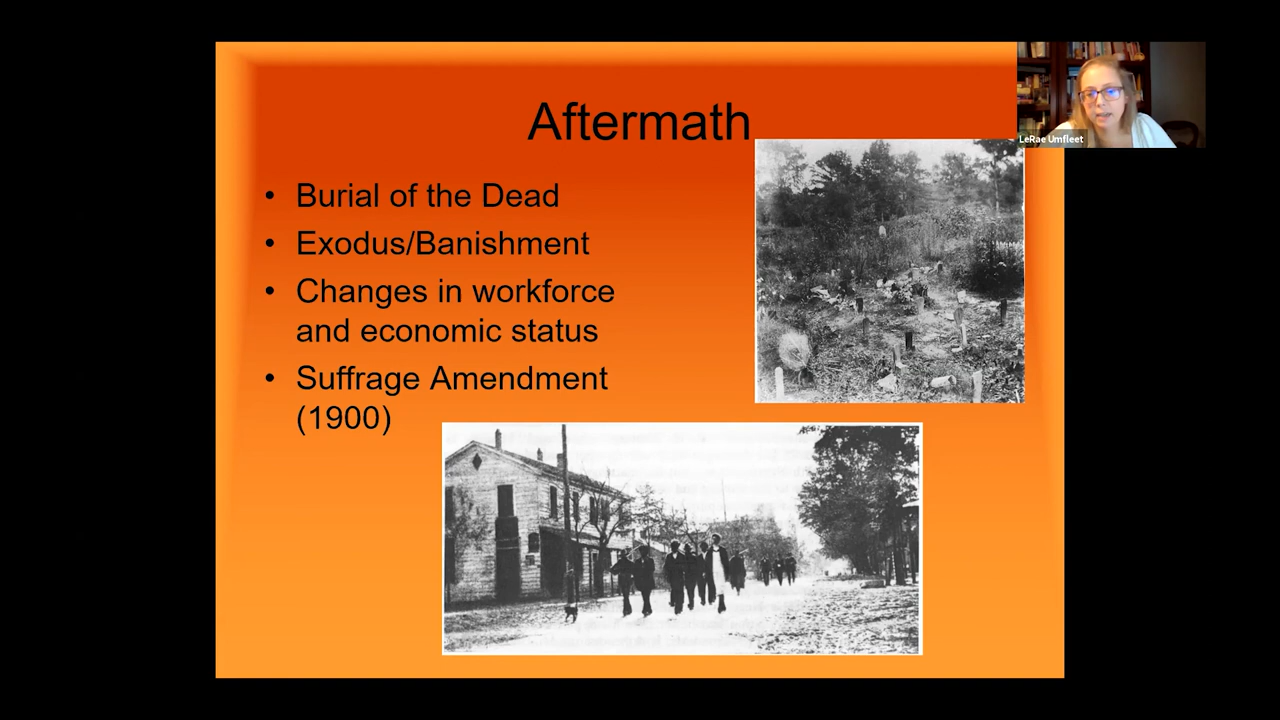 Aftermath
LeRae Umfleet
• Burial of the Dead
• Exodus/Banishment
• Changes in workforce
and economic status
• Suffrage Amendment
(1900)